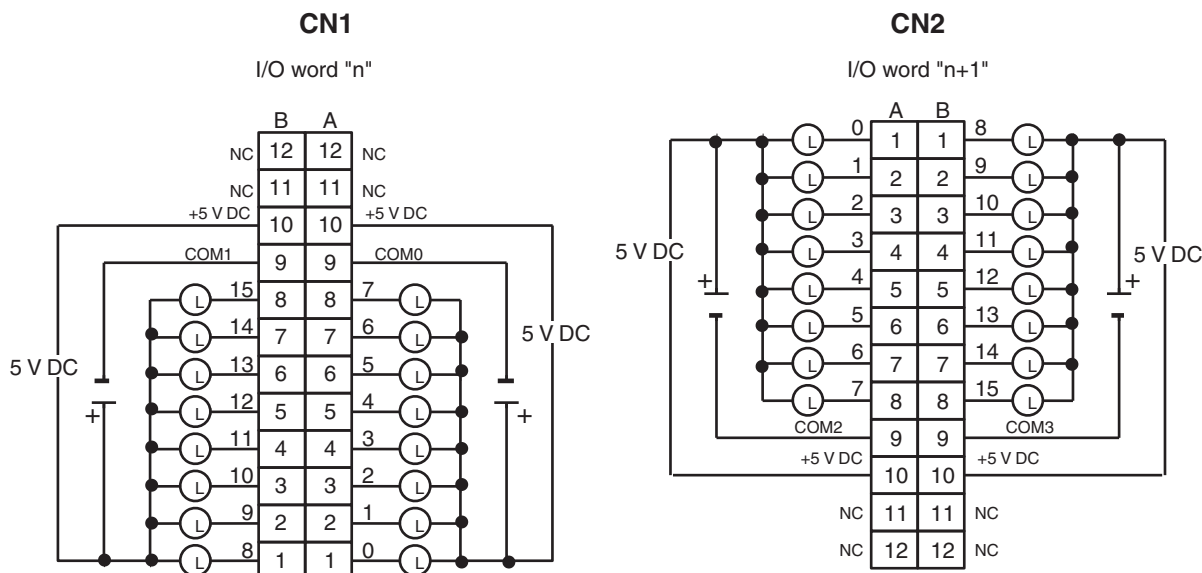 CN1
I/O word "n"
B A
NC 12 12 NC
NC 11 11 NC
+5 V DC 10 10 +5 V DC
COM1 9 9 COM0
L 15 8 8 7 L
L 14 7 7 6 L
5 V DC 5 V DC
L 13 6 6 5 L
+ L 12 5 5 4 L +
L 11 4 4 3 L
L 10 3 3 2 L
L 9 2 2 1 L
L 8 1 1 0 L
CN2
I/O word "n+1"
A B
L 0 1 1 8 L
L 1 2 2 9 L
L 2 3 3 10 L
5 V DC L 3 4 4 11 L 5 V DC
+ L 4 5 5 12 L +
L 5 6 6 13 L
L 6 7 7 14 L
L 7 8 8 15 L
COM2 9 9 COM3
+5 V DC 10 10 +5 V DC
NC 11 11 NC
NC 12 12 NC